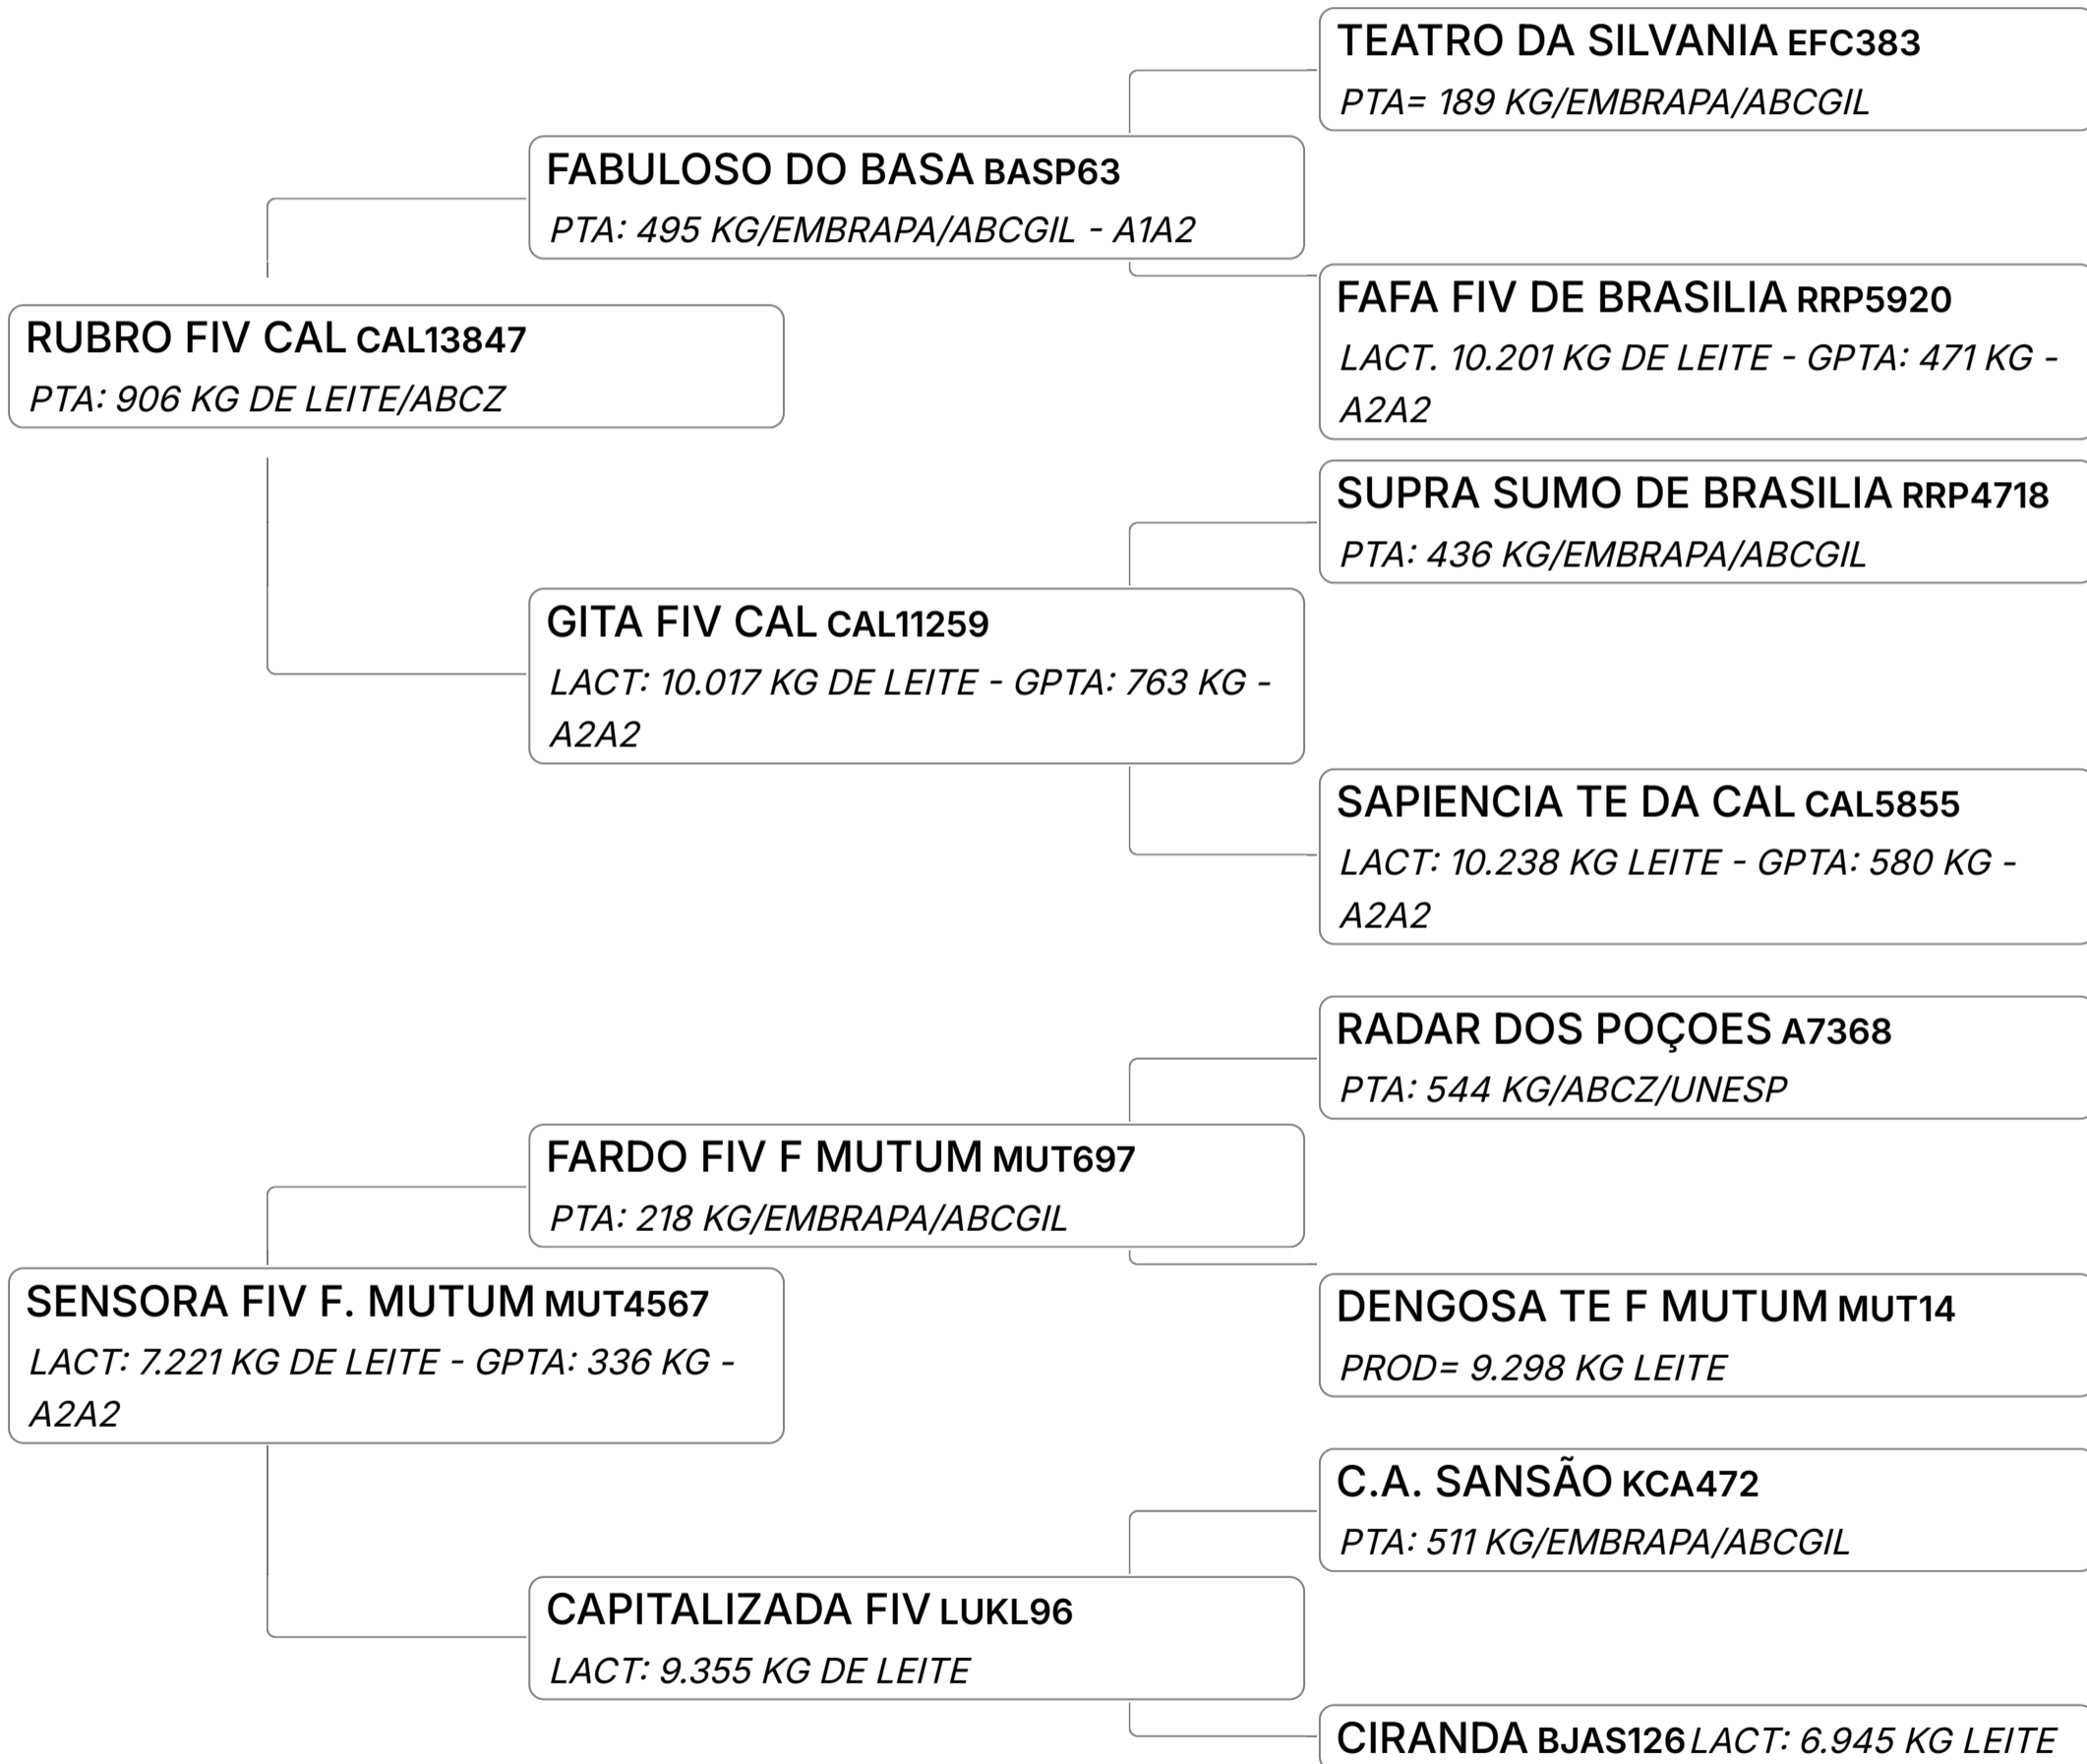 TEATRO DA SILVANIA EFC383
PTA= 189 KG/EMBRAPA/ABCGIL
FABULOSO DO BASA BASP63
PTA: 495 KG/EMBRAPA/ABCGIL - A1A2
FAFA FIV DE BRASILIA RRP5920
LACT. 10.201 KG DE LEITE - GPTA: 471 KG -
A2A2
RUBRO FIV CAL CAL13847
PTA: 906 KG DE LEITE/ABCZ
SUPRA SUMO DE BRASILIA RRP4718
PTA: 436 KG/EMBRAPA/ABCGIL
GITA FIV CAL CAL11259
LACT: 10.017 KG DE LEITE - GPTA: 763 KG -
A2A2
SAPIENCIA TE DA CAL CAL5855
LACT: 10.238 KG LEITE - GPTA: 580 KG -
A2A2
RADAR DOS POÇOES A7368
PTA: 544 KG/ABCZ/UNESP
FARDO FIV F MUTUM MUT697
PTA: 218 KG/EMBRAPA/ABCGIL
DENGOSA TE F MUTUM MUT14
PROD= 9.298 KG LEITE
SENSORA FIV F. MUTUM MUT4567
LACT: 7.221 KG DE LEITE - GPTA: 336 KG -
A2A2
C.A. SANSÃO KCA472
PTA: 511 KG/EMBRAPA/ABCGIL
CAPITALIZADA FIV LUKL96
LACT: 9.355 KG DE LEITE
CIRANDA BJAS126 LACT: 6.945 KG LEITE